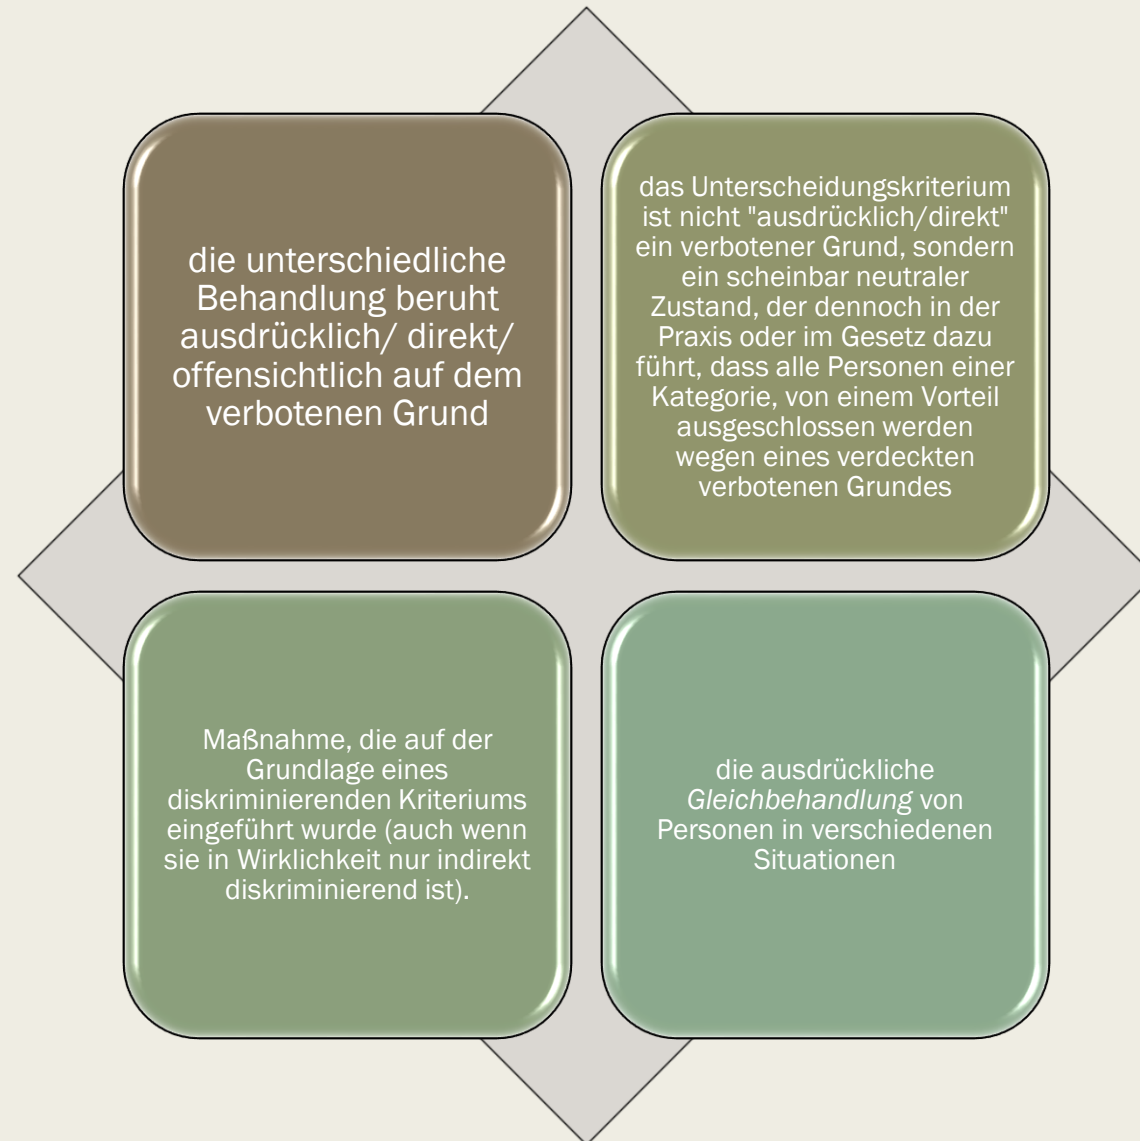 die unterschiedliche
Behandlung beruht
ausdrücklich/ direkt/
offensichtlich auf dem
verbotenen Grund
das Unterscheidungskriterium
ist nicht "ausdrücklich/direkt"
ein verbotener Grund, sondern
ein scheinbar neutraler
Zustand, der dennoch in der
Praxis oder im Gesetz dazu
führt, dass alle Personen einer
Kategorie, von einem Vorteil
ausgeschlossen werden
wegen eines verdeckten
verbotenen Grundes
Maßnahme, die auf der
Grundlage eines
diskriminierenden Kriteriums
eingeführt wurde (auch wenn
sie in Wirklichkeit nur indirekt
diskriminierend ist).
die ausdrückliche
Gleichbehandlung von
Personen in verschiedenen
Situationen